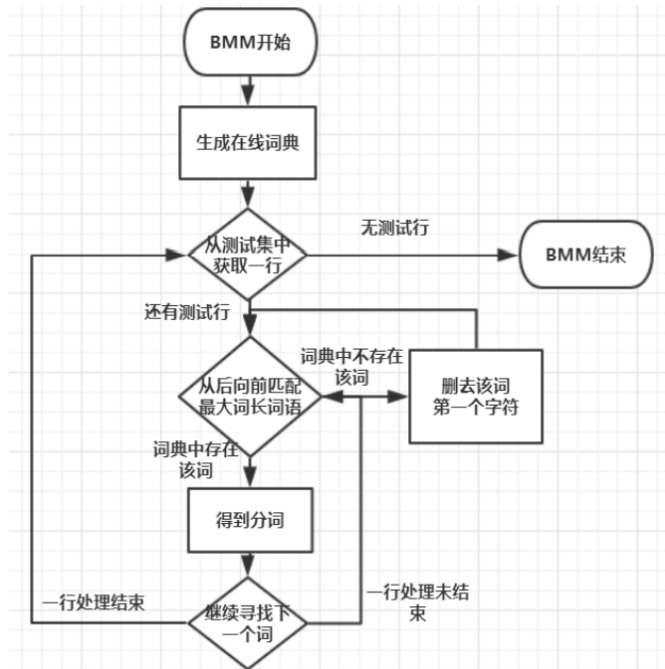 BMM开始
生成在线词典
从测试集中
获取一行
无测试行
BMM结束
还有测试行
词典中不存在
该词
从后向前匹配
最大词长词语
删去该词
第一个字符
词典中存在
该词
得到分词
一行处理结束
继续寻找下
一个词
一行处理未结
束